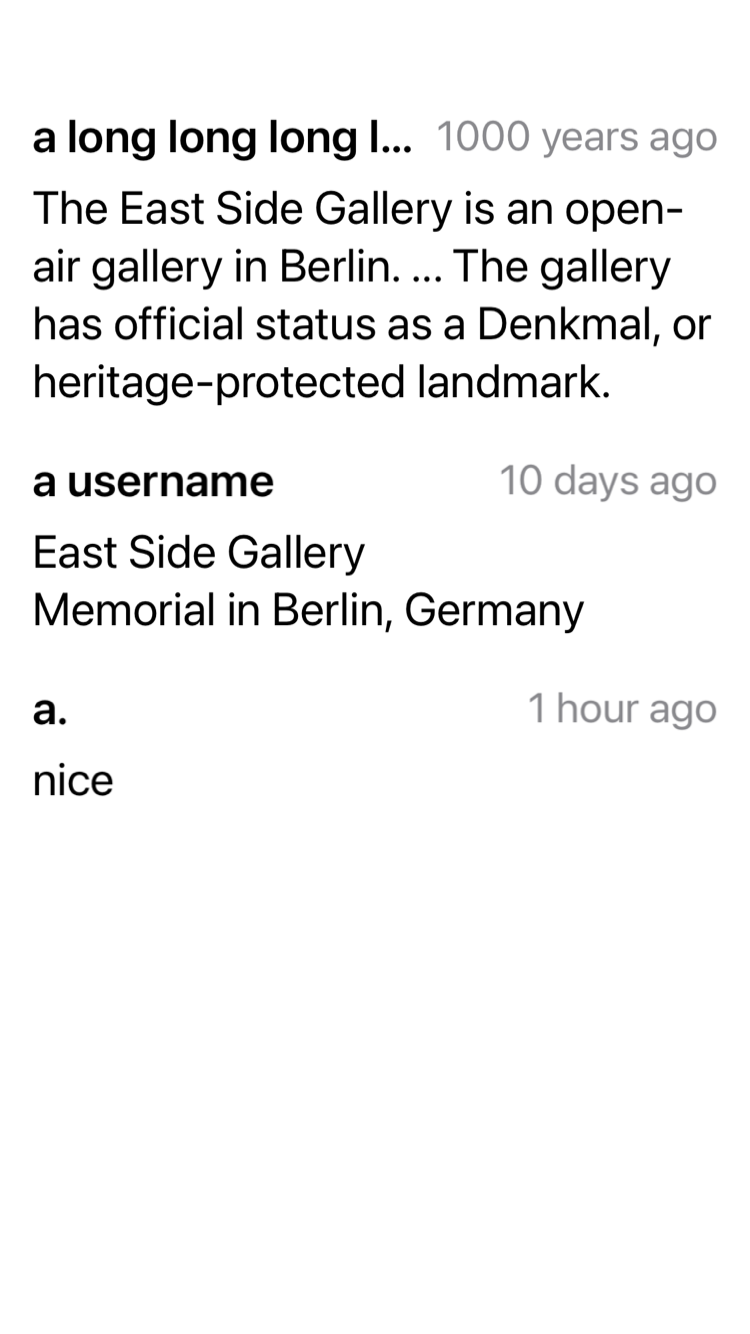 a long long long l... 1000 years ago
The East Side Gallery is an open-
air gallery in Berlin. ... The gallery
has official status as a Denkmal, or
heritage-protected landmark.
a username 10 days ago
East Side Gallery
Memorial in Berlin, Germany
a. 1 hour ago
nice